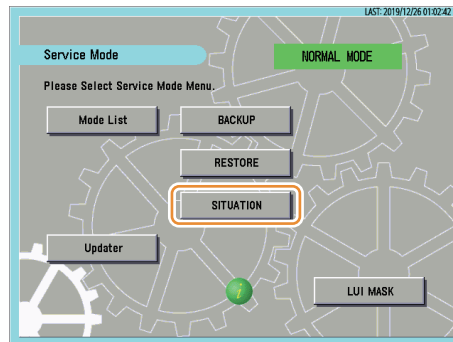 LAST: 2019/12/26 01:02:42
Service Mode
NORMAL MODE
Please Select Service Mode Menu.
Mode List
BACKUP
RESTORE
SITUATION
Updater
i
LUI MASK